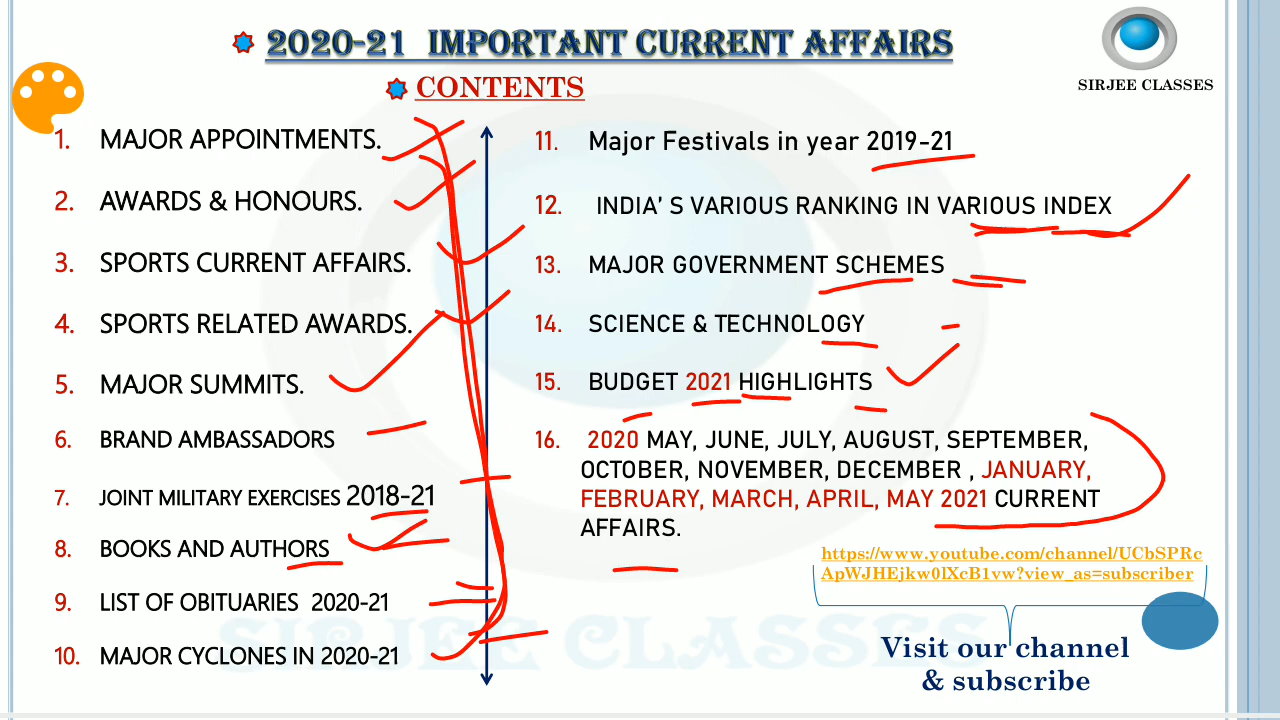 2020-21 IMPORTANT CURRENT AFFAIRS
SIRJEE CLASSES
CONTENTS
1. MAJOR APPOINTMENTS.
2. AWARDS & HONOURS.
3. SPORTS CURRENT AFFAIRS.
4. SPORTS RELATED AWARDS.
5. MAJOR SUMMITS.
6. BRAND AMBASSADORS
7. JOINT MILITARY EXERCISES 2018-21
8. BOOKS AND AUTHORS
9. LIST OF OBITUARIES 2020-21
10. MAJOR CYCLONES IN 2020-21
11. Major Festivals in year 2019-21
12. INDIA' S VARIOUS RANKING IN VARIOUS INDEX
13. MAJOR GOVERNMENT SCHEMES
14. SCIENCE & TECHNOLOGY
15. BUDGET 2021 HIGHLIGHTS
16. 2020 MAY, JUNE, JULY, AUGUST, SEPTEMBER,
OCTOBER, NOVEMBER, DECEMBER , JANUARY,
FEBRUARY, MARCH, APRIL, MAY 2021 CURRENT
AFFAIRS.
https://www.youtube.com/channel/UCbSPRc
ApWJHEjkw0lXcB1vw?view_as=subscriber
Visit our channel
& subscribe
SIRJEE CLASSES